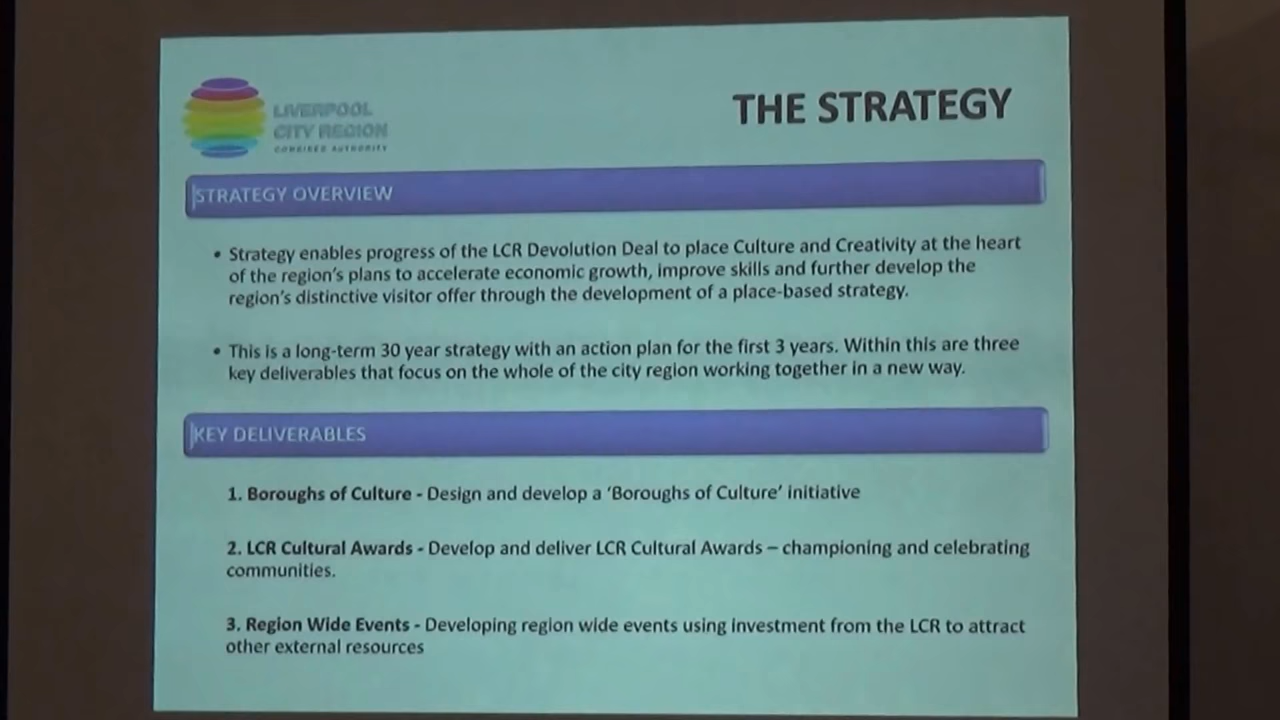 LIVERPOOL
CITY REGION
COMBINED AUTHORITY
THE STRATEGY
STRATEGY OVERVIEW
• Strategy enables progress of the LCR Devolution Deal to place Culture and Creativity at the heart
of the region's plans to accelerate economic growth, improve skills and further develop the
region's distinctive visitor offer through the development of a place-based strategy.
• This is a long-term 30 year strategy with an action plan for the first 3 years. Within this are three
key deliverables that focus on the whole of the city region working together in a new way.
KEY DELIVERABLES
1. Boroughs of Culture - Design and develop a 'Boroughs of Culture' initiative
2. LCR Cultural Awards - Develop and deliver LCR Cultural Awards – championing and celebrating
communities.
3. Region Wide Events - Developing region wide events using investment from the LCR to attract
other external resources